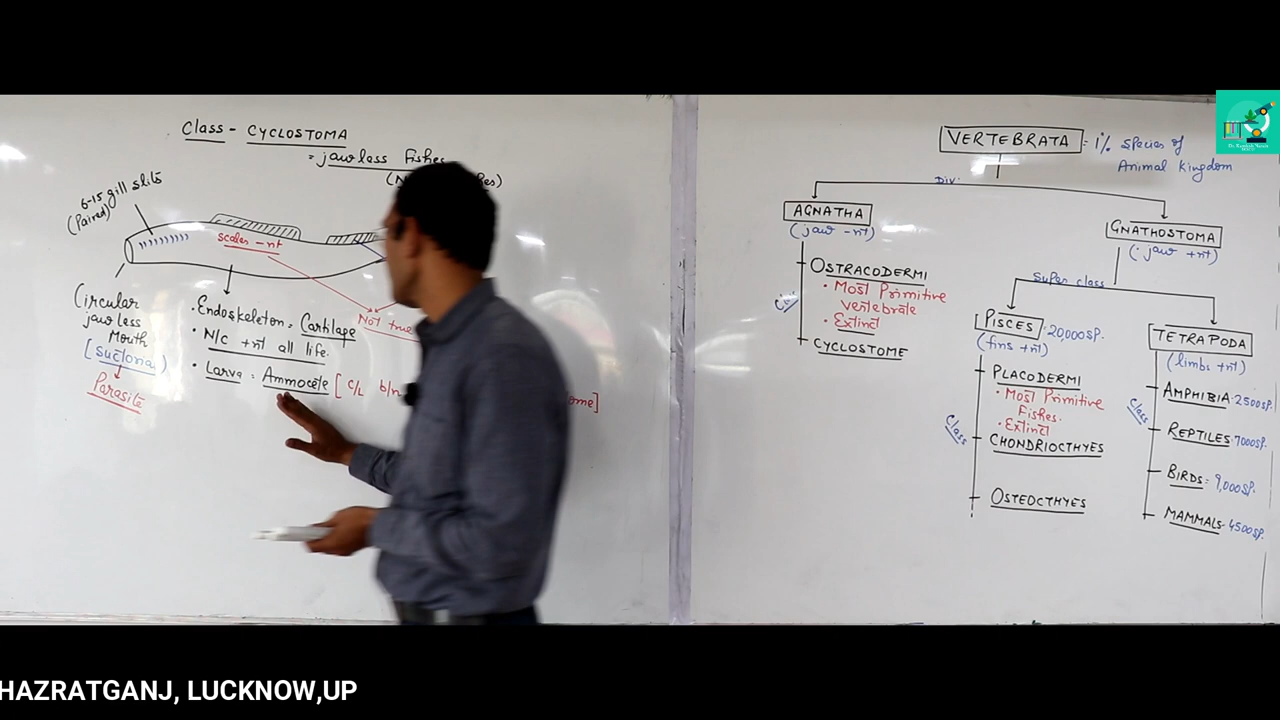 Class - CYCLOSTOMA
= jawless Fishes
6-15 gill slits
(Paired)
scales - nt
Circular
jaw less
Mouth
[Suctorial]
Parasite
• Endoskeleton = Cartilage
• N/c +nt all life.
• Larva = Ammocete [ C/L b/n
ome]
Not true
VERTEBRATA = 1% species of
Animal Kingdom
Div.
AGNATHA
(jaw -nt)
OSTRACODERMI
• Most Primitive
vertebrate
• Extinct
CYCLOSTOME
GNATHOSTOMA
(. jaw +nt)
Super class
PISCES • 20,000 SP.
(fins +nt)
PLACODERMI
• Most Primitive
Fishes.
• Extinct
Class
CHONDRIOCTHYES
OSTEOCTHYES
TETRAPODA
(limbs +nt)
Class
AMPHIBIA • 2500 SP.
REPTILES • 7000 SP.
BIRDS = 9,000 SP.
MAMMALS • 4500 SP.
HAZRATGANJ, LUCKNOW,UP